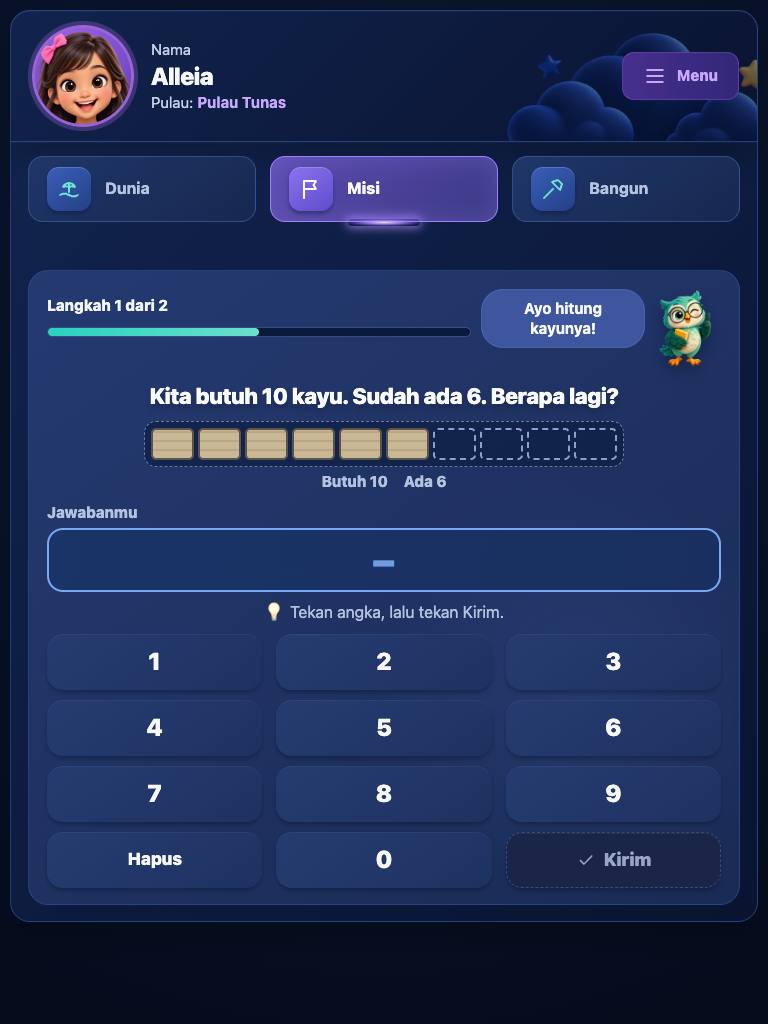 Nama
Alleia
Pulau: Pulau Tunas
Menu
Dunia
Misi
Bangun
Langkah 1 dari 2
Ayo hitung
kayunya!
Kita butuh 10 kayu. Sudah ada 6. Berapa lagi?
Butuh 10 Ada 6
Jawabanmu
–
Tekan angka, lalu tekan Kirim.
1 2 3
4 5 6
7 8 9
Hapus 0 Kirim